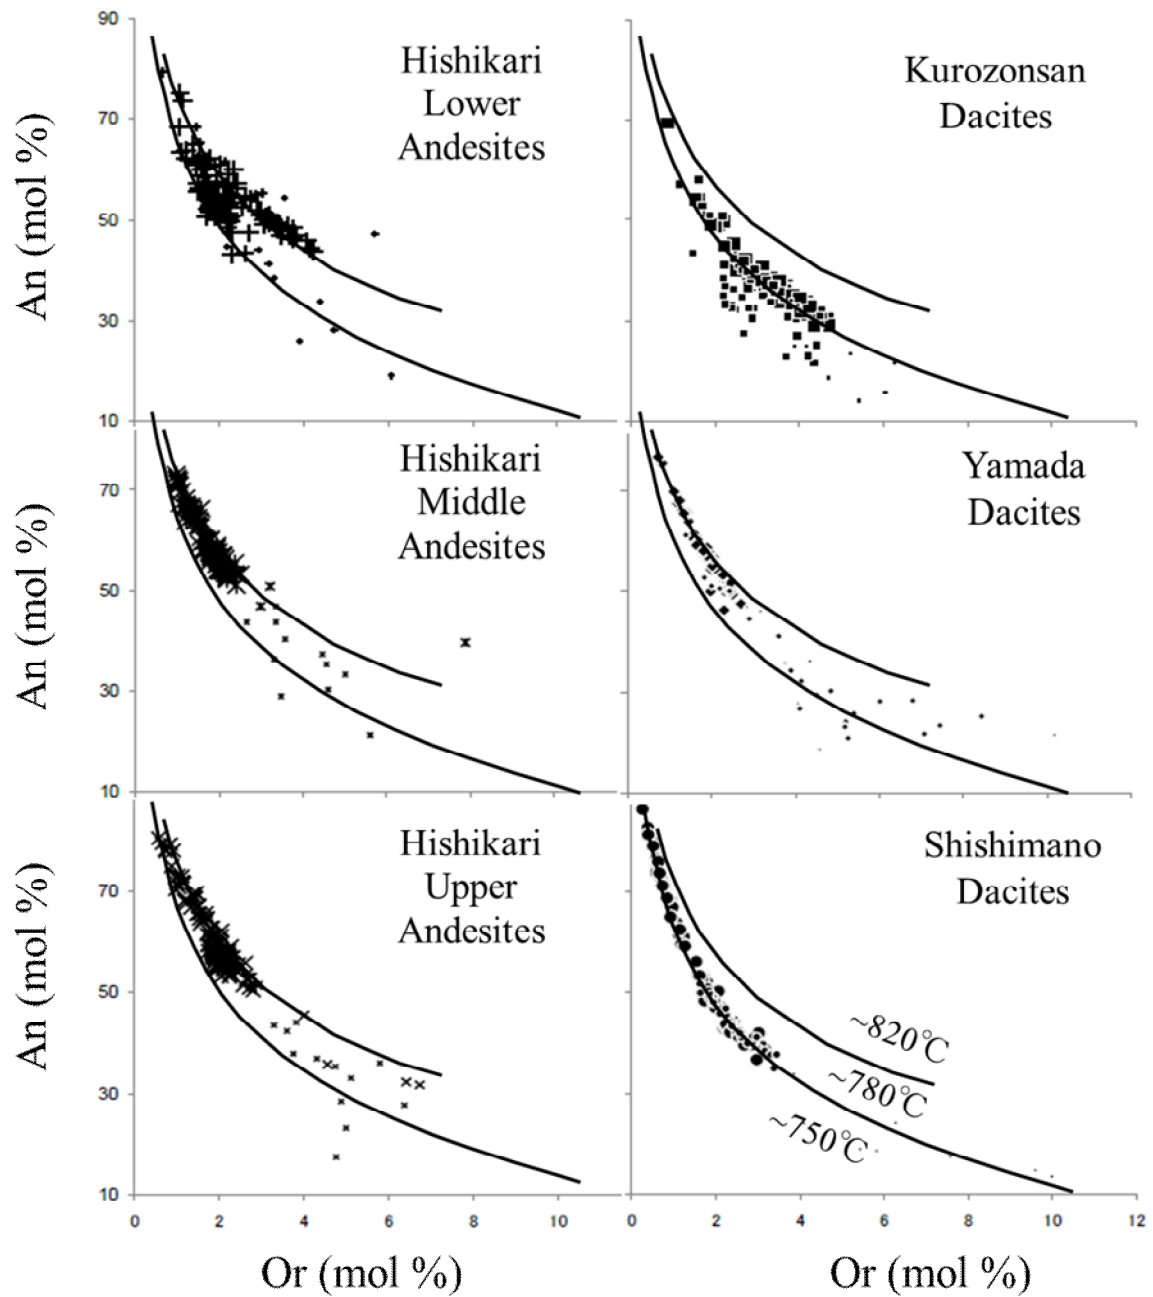 90
70
50
30
10
An (mol %)
Hishikari
Lower
Andesites
Kurozonsan
Dacites
70
50
30
10
An (mol %)
Hishikari
Middle
Andesites
Yamada
Dacites
70
50
30
10
An (mol %)
Hishikari
Upper
Andesites
Shishimano
Dacites
~820℃
~780℃
~750℃
0 2 4 6 8 10
0 2 4 6 8 10 12
Or (mol %)
Or (mol %)